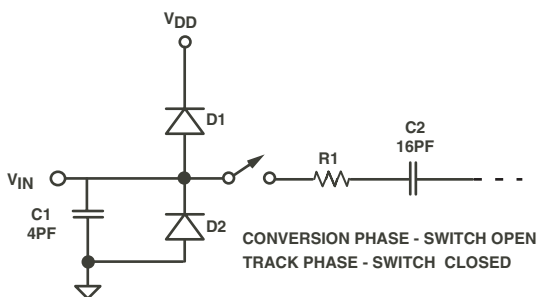 VDD
D1
C2
16PF
R1
VIN
C1
4PF
D2
CONVERSION PHASE - SWITCH OPEN
TRACK PHASE - SWITCH CLOSED